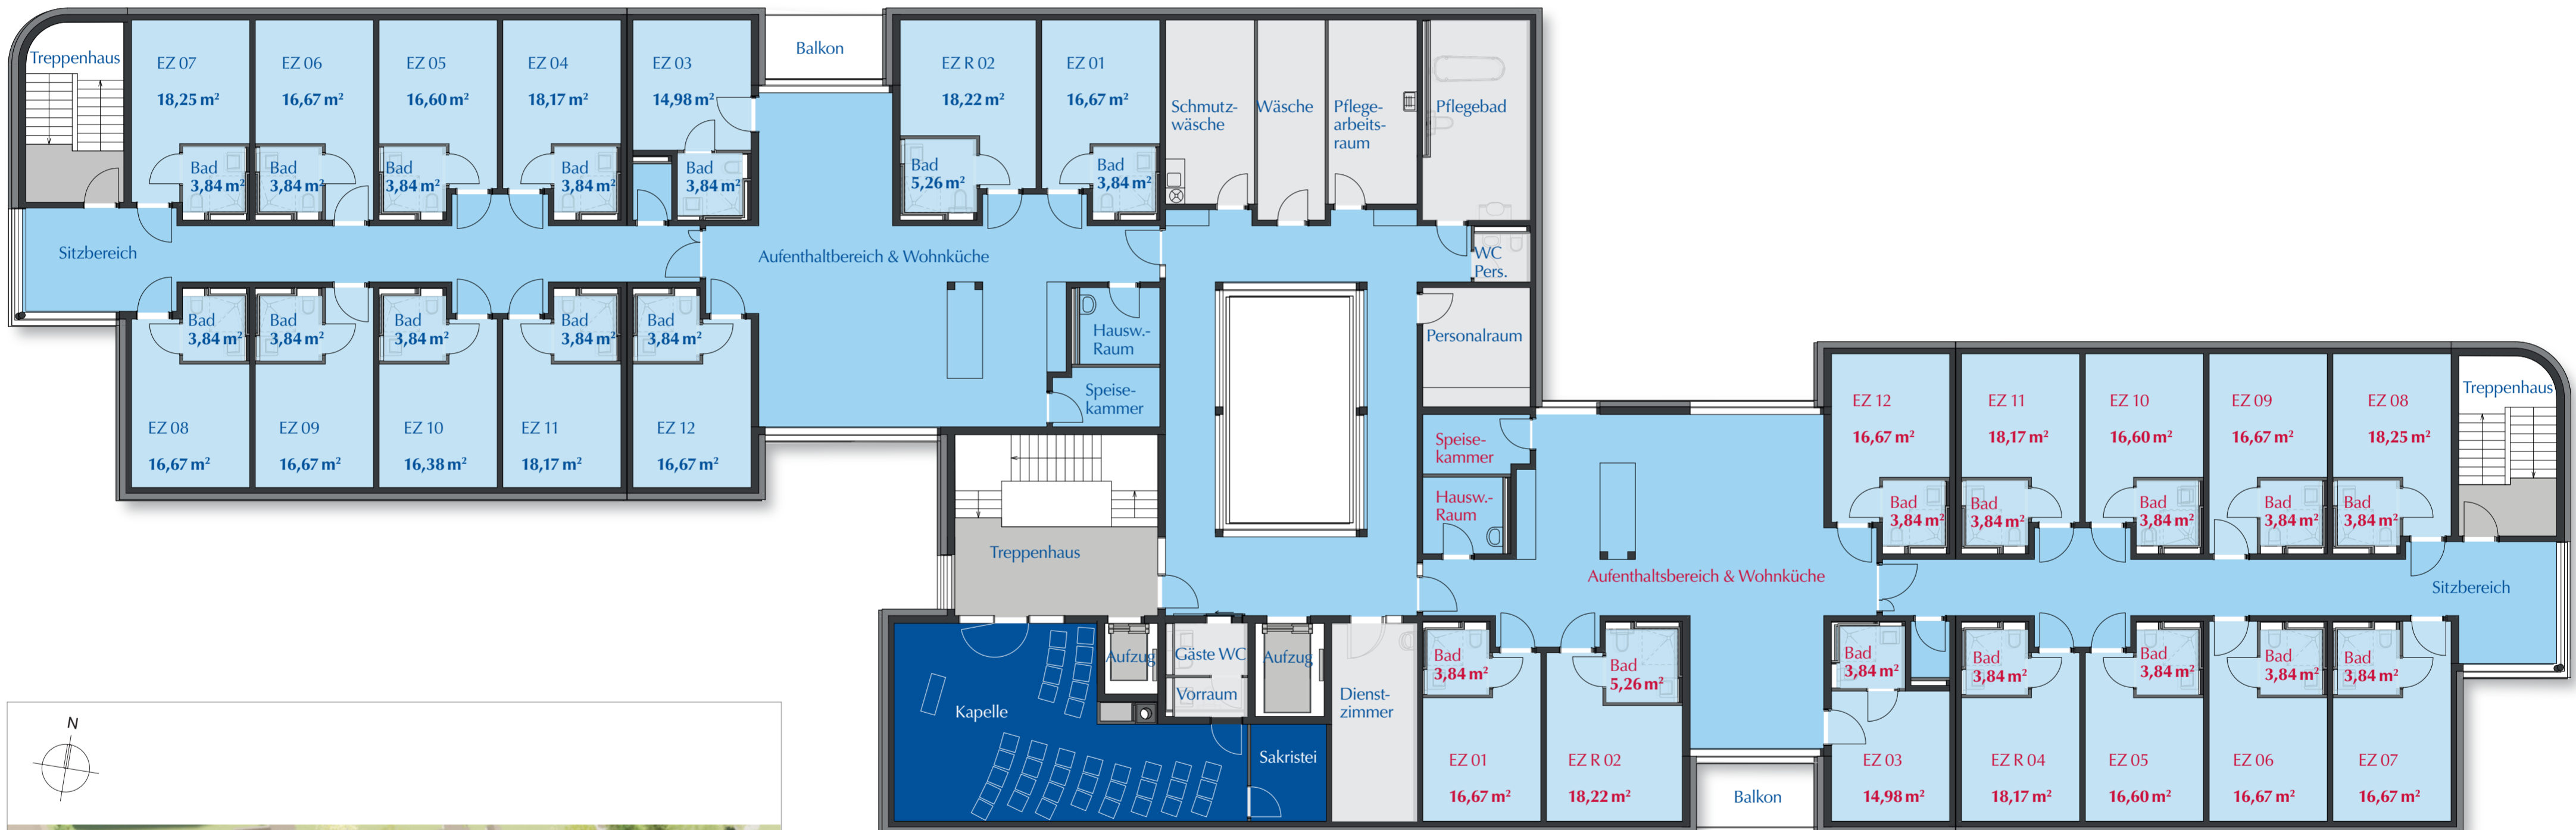 Treppenhaus
EZ 07
18,25 m²
EZ 06
16,67 m²
EZ 05
16,60 m²
EZ 04
18,17 m²
EZ 03
14,98 m²
Balkon
EZ R 02
18,22 m²
EZ 01
16,67 m²
Schmutz-
wäsche
Wäsche
Pflege-
arbeits-
raum
Pflegebad
Bad
3,84 m²
Bad
3,84 m²
Bad
3,84 m²
Bad
3,84 m²
Bad
3,84 m²
Bad
5,26 m²
Bad
3,84 m²
Sitzbereich
Aufenthaltbereich & Wohnküche
WC
Pers.
Bad
3,84 m²
Bad
3,84 m²
Bad
3,84 m²
Bad
3,84 m²
Bad
3,84 m²
Hausw.-
Raum
Personalraum
Speise-
kammer
EZ 08
16,67 m²
EZ 09
16,67 m²
EZ 10
16,38 m²
EZ 11
18,17 m²
EZ 12
16,67 m²
Treppenhaus
Speise-
kammer
Hausw.-
Raum
EZ 12
16,67 m²
EZ 11
18,17 m²
EZ 10
16,60 m²
EZ 09
16,67 m²
EZ 08
18,25 m²
Treppenhaus
Bad
3,84 m²
Bad
3,84 m²
Bad
3,84 m²
Bad
3,84 m²
Bad
3,84 m²
Aufenthaltsbereich & Wohnküche
Sitzbereich
Aufzug
Gäste WC
Vorraum
Aufzug
Dienst-
zimmer
Kapelle
Sakristei
Bad
3,84 m²
Bad
5,26 m²
Bad
3,84 m²
Bad
3,84 m²
Bad
3,84 m²
Bad
3,84 m²
Bad
3,84 m²
EZ 01
16,67 m²
EZ R 02
18,22 m²
Balkon
EZ 03
14,98 m²
EZ R 04
18,17 m²
EZ 05
16,60 m²
EZ 06
16,67 m²
EZ 07
16,67 m²
N